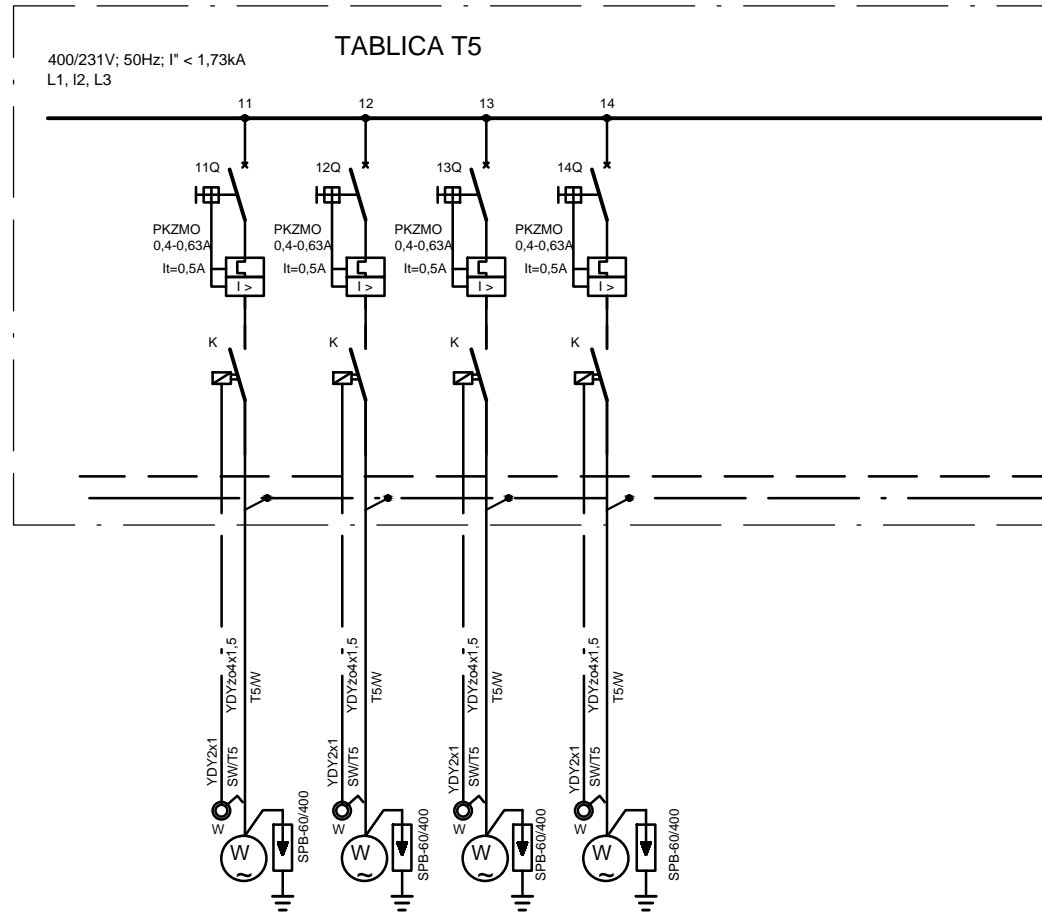 TABLICA T5
400/231V; 50Hz; I" < 1,73kA
L1, I2, L3
11
12
13
14
11Q
12Q
13Q
14Q
PKZMO
0,4-0,63A
It=0,5A
PKZMO
0,4-0,63A
It=0,5A
PKZMO
0,4-0,63A
It=0,5A
PKZMO
0,4-0,63A
It=0,5A
I >
I >
I >
I >
K
K
K
K
YDYżo4x1,5
T5/W
YDYżo4x1,5
T5/W
YDYżo4x1,5
T5/W
YDYżo4x1,5
T5/W
YDY2x1
SW/T5
YDY2x1
SW/T5
YDY2x1
SW/T5
YDY2x1
SW/T5
W
W
W
W
W
~
W
~
W
~
W
~
SPB-60/400
SPB-60/400
SPB-60/400
SPB-60/400